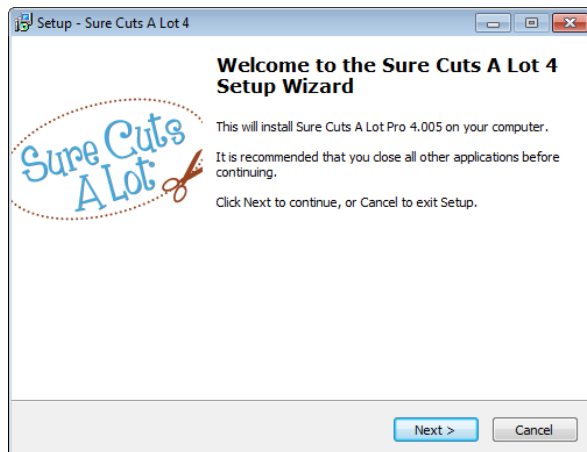 Setup - Sure Cuts A Lot 4
Welcome to the Sure Cuts A Lot 4
Setup Wizard
This will install Sure Cuts A Lot Pro 4.005 on your computer.
It is recommended that you close all other applications before
continuing.
Click Next to continue, or Cancel to exit Setup.
Sure Cuts
A Lot
Next >
Cancel